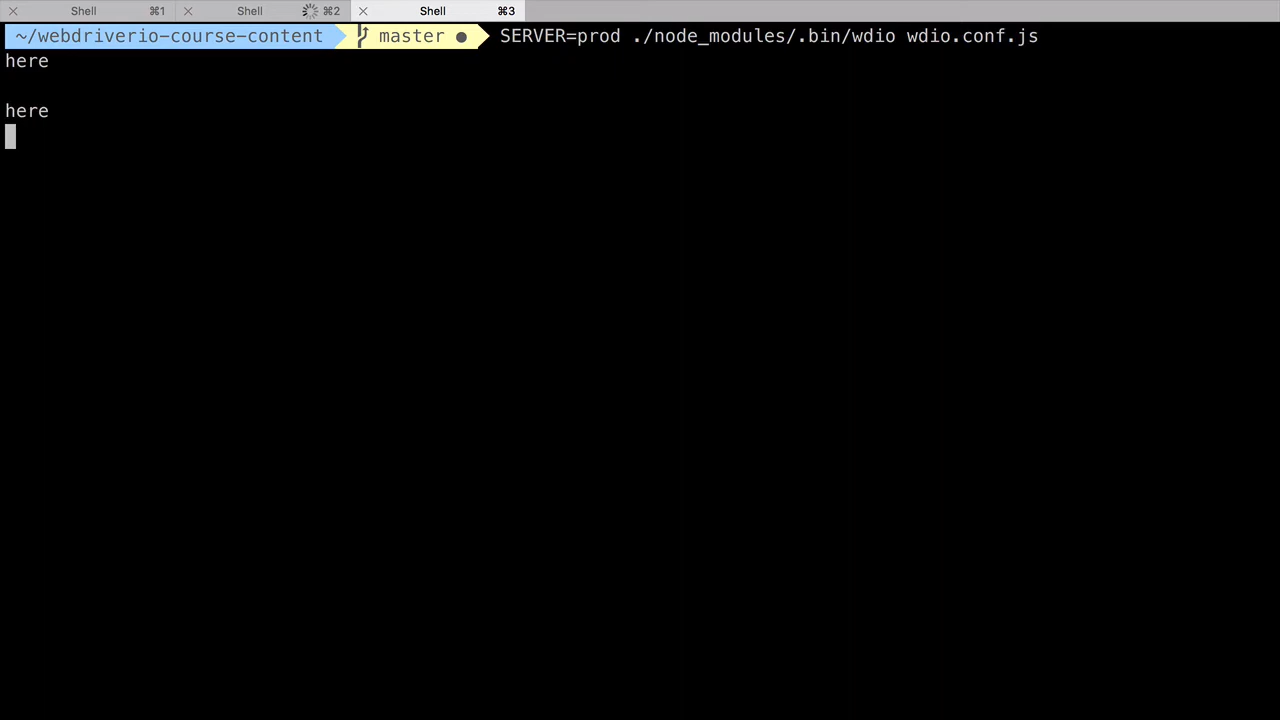 Shell ⌘1 Shell ⌘2 Shell ⌘3
~/webdriverio-course-content master ● SERVER=prod ./node_modules/.bin/wdio wdio.conf.js
here
here